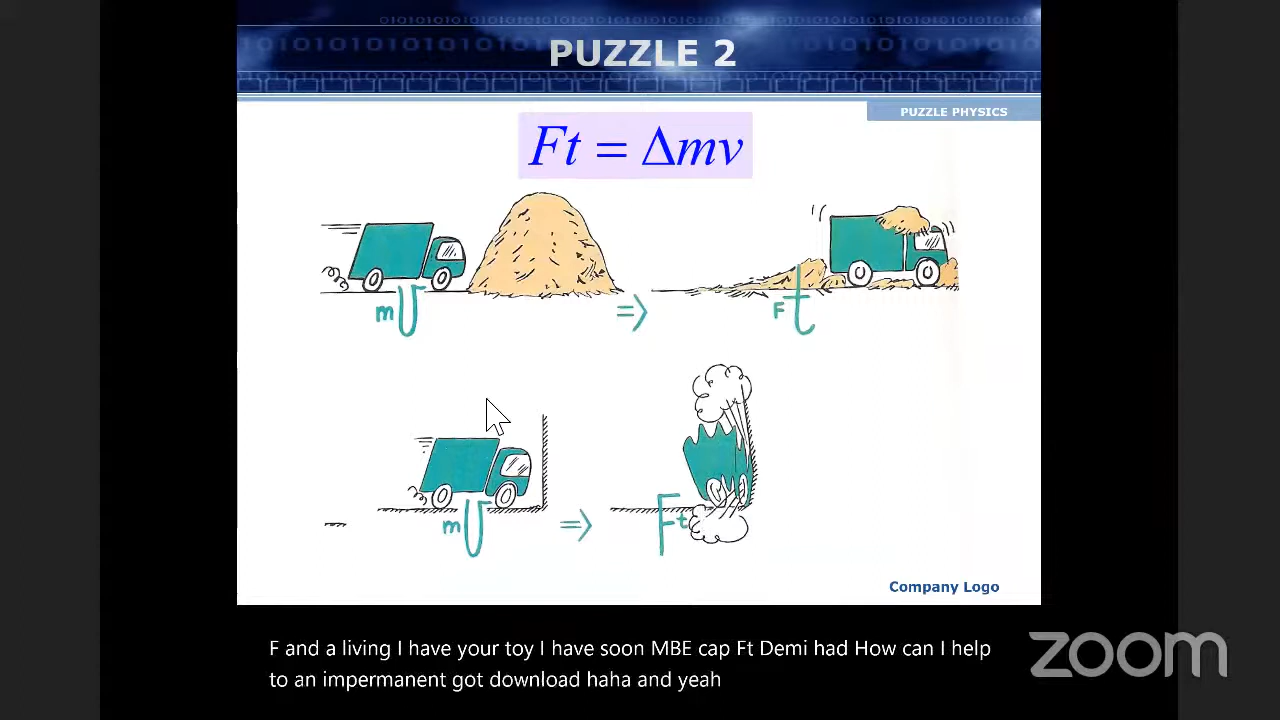 PUZZLE 2
PUZZLE PHYSICS
Ft = Δmv
mv
=>
Ft
mv
=>
Ft
Company Logo
F and a living I have your toy I have soon MBE cap Ft Demi had How can I help
to an impermanent got download haha and yeah
zoom